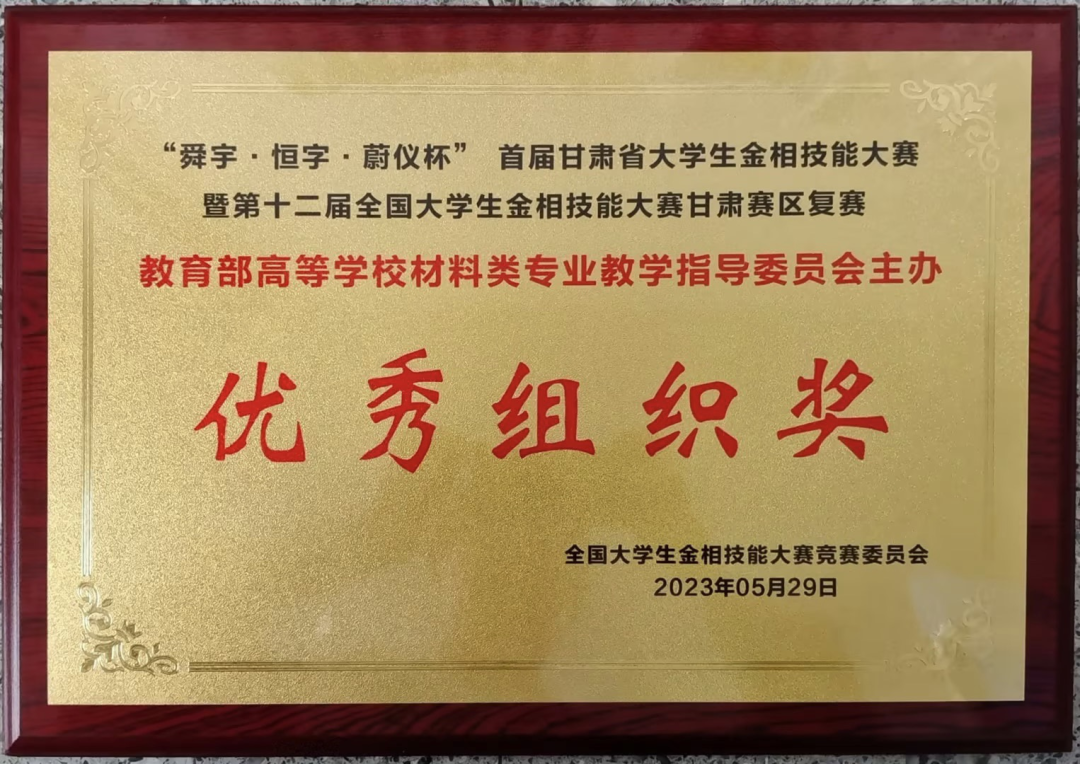 “舜宇·恒字·蔚仪杯” 首届甘肃省大学生金相技能大赛
暨第十二届全国大学生金相技能大赛甘肃赛区复赛
教育部高等学校材料类专业教学指导委员会主办
优秀组织奖
全国大学生金相技能大赛竞赛委员会
2023年05月29日